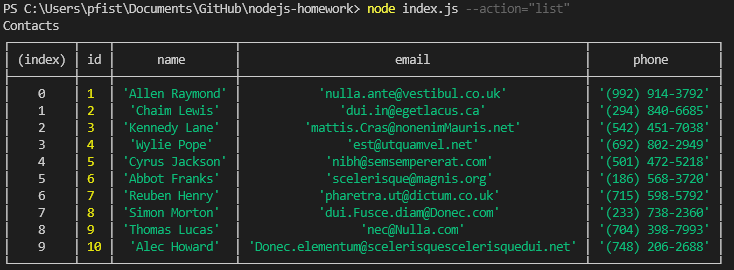 PS C:\Users\pfist\Documents\GitHub\nodejs-homework> node index.js --action="list"
Contacts
(index) id name email phone
0 1 'Allen Raymond' 'nulla.ante@vestibul.co.uk' '(992) 914-3792'
1 2 'Chaim Lewis' 'dui.in@egetlacus.ca' '(294) 840-6685'
2 3 'Kennedy Lane' 'mattis.Cras@nonenimMauris.net' '(542) 451-7038'
3 4 'Wylie Pope' 'est@utquamvel.net' '(692) 802-2949'
4 5 'Cyrus Jackson' 'nibh@semsempererat.com' '(501) 472-5218'
5 6 'Abbot Franks' 'scelerisque@magnis.org' '(186) 568-3720'
6 7 'Reuben Henry' 'pharetra.ut@dictum.co.uk' '(715) 598-5792'
7 8 'Simon Morton' 'dui.Fusce.diam@Donec.com' '(233) 738-2360'
8 9 'Thomas Lucas' 'nec@Nulla.com' '(704) 398-7993'
9 10 'Alec Howard' 'Donec.elementum@scelerisquescelerisquedui.net' '(748) 206-2688'